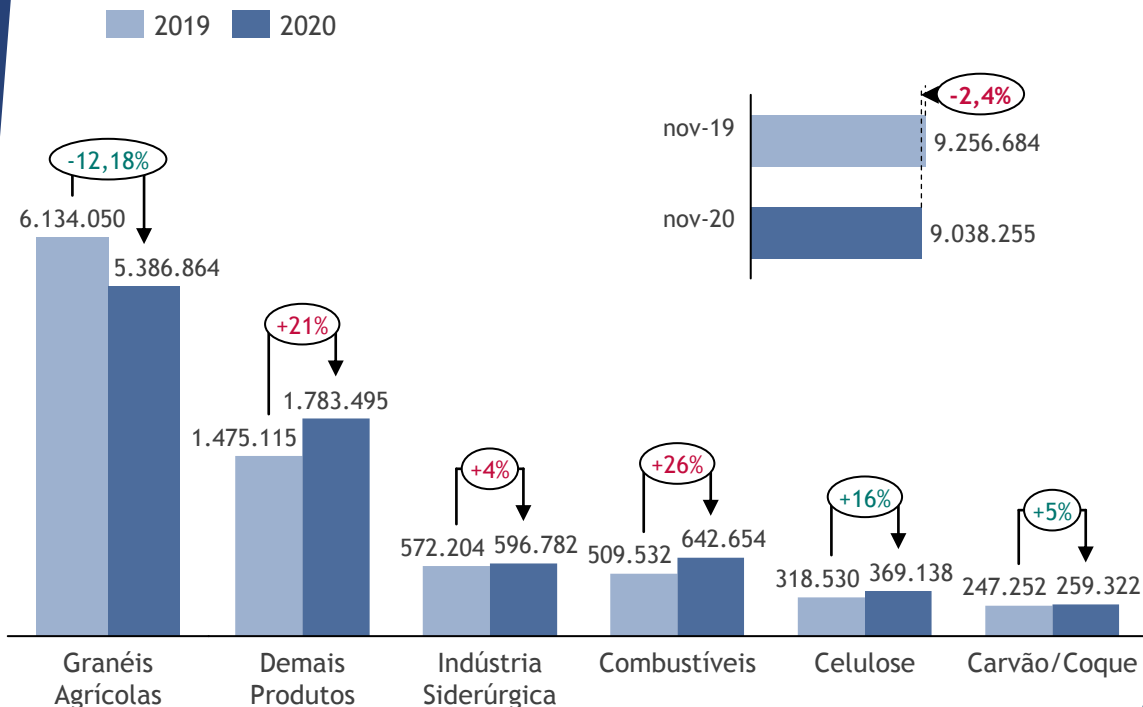 2019 2020
-2,4%
nov-19
9.256.684
nov-20
9.038.255
-12,18%
6.134.050
5.386.864
+21%
1.475.115
1.783.495
+4%
572.204 596.782
+26%
509.532
642.654
+16%
318.530
369.138
+5%
247.252 259.322
Granéis
Agrícolas
Demais
Produtos
Indústria
Siderúrgica
Combustíveis
Celulose
Carvão/Coque